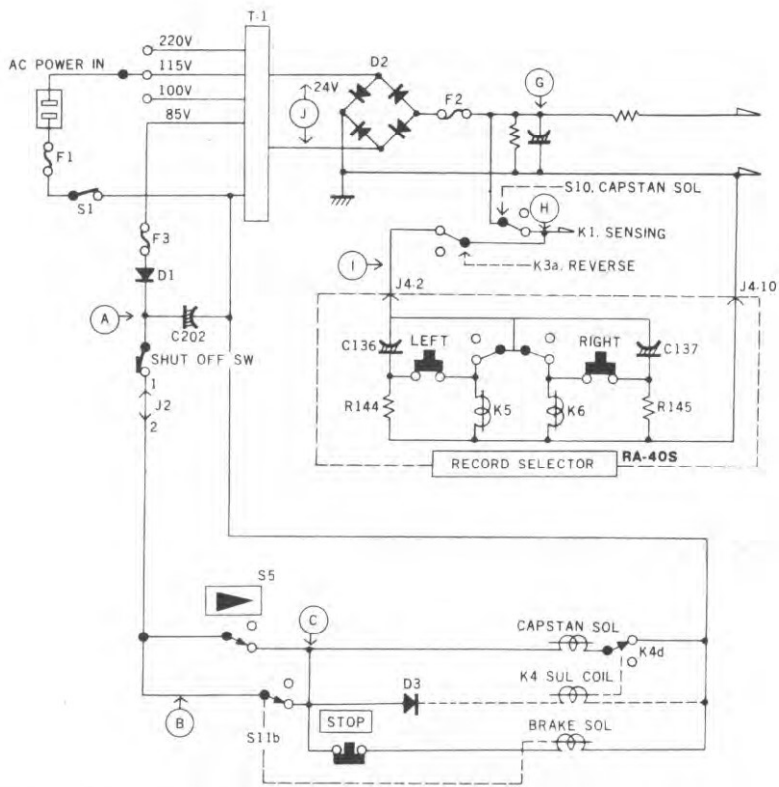 T-1
220V
AC POWER IN
115V
D2
100V
24V
G
85V
J
F2
F1
S1
S10, CAPSTAN SOL
H
K1, SENSING
F3
I
K3a, REVERSE
D1
J4-2
J4-10
A
C202
C136
LEFT
RIGHT
C137
SHUT OFF SW
1
J2
R144
K5
K6
R145
2
RECORD SELECTOR
RA-40S
S5
C
CAPSTAN SOL
K4d
K4 SUL COIL
D3
B
S11b
STOP
BRAKE SOL